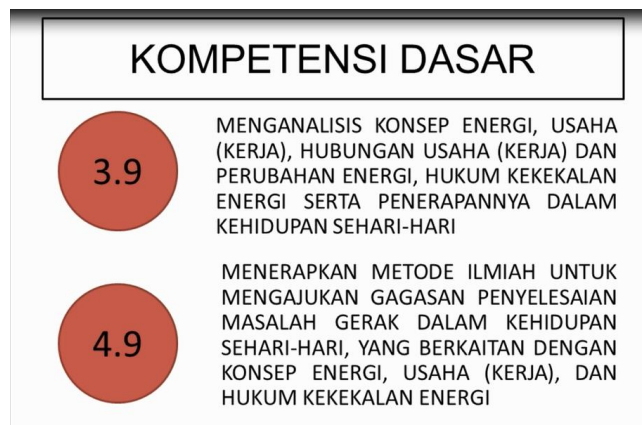 KOMPETENSI DASAR
3.9
MENGANALISIS KONSEP ENERGI, USAHA
(KERJA), HUBUNGAN USAHA (KERJA) DAN
PERUBAHAN ENERGI, HUKUM KEKEKALAN
ENERGI SERTA PENERAPANNYA DALAM
KEHIDUPAN SEHARI-HARI
4.9
MENERAPKAN METODE ILMIAH UNTUK
MENGAJUKAN GAGASAN PENYELESAIAN
MASALAH GERAK DALAM KEHIDUPAN
SEHARI-HARI, YANG BERKAITAN DENGAN
KONSEP ENERGI, USAHA (KERJA), DAN
HUKUM KEKEKALAN ENERGI